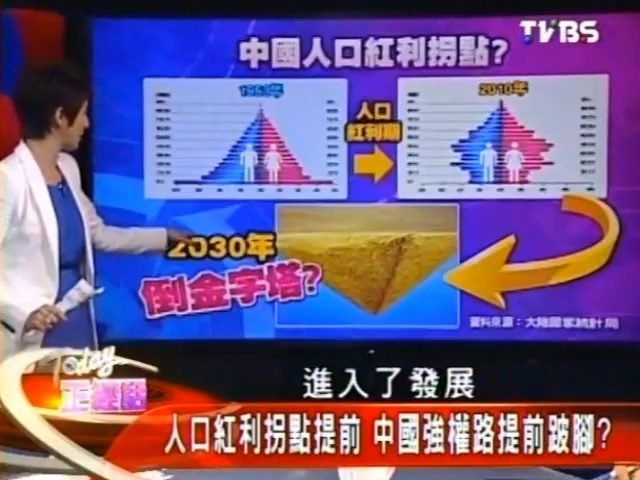 TVBS
中國人口紅利拐點?
1953年
人口
紅利期
2010年
2030年
倒金字塔?
資料來源：大陸國家統計局
Today
正經點
進入了發展
人口紅利拐點提前 中國強權路提前跛腳?